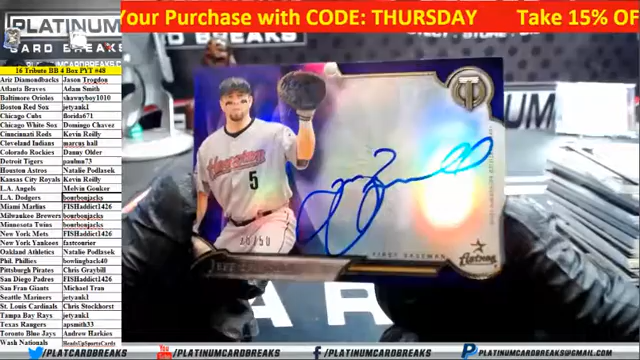 PLATINUM
CARD BREAKS
PLATINUMCARDBREAKS.COM
Your Purchase with CODE: THURSDAY Take 15% OF
16 Tribute BB 4 Box PYT #48
Ariz Diamondbacks Jason Trogdon
Atlanta Braves Adam Smith
Baltimore Orioles shawnyboy1010
Boston Red Sox jetyank1
Chicago Cubs florida671
Chicago White Sox Domingo Chavez
Cincinnati Reds Kevin Reilly
Cleveland Indians marcus hall
Colorado Rockies Danny Older
Detroit Tigers paulnu73
Houston Astros Natalie Podlasek
Kansas City Royals Kevin Reilly
L.A. Angels Melvin Gonker
L.A. Dodgers bourbonjacks
Miami Marlins FISHaddict1426
Milwaukee Brewers bourbonjacks
Minnesota Twins bourbonjacks
New York Mets FISHaddict1426
New York Yankees fastcourier
Oakland Athletics Natalie Podlasek
Phil. Phillies bowlingback40
Pittsburgh Pirates Chris Graybill
San Diego Padres FISHaddict1426
San Fran Giants Michael Tran
Seattle Mariners jetyank1
St. Louis Cardinals Chris Stockhorst
Tampa Bay Rays jetyank1
Texas Rangers apsmith33
Toronto Blue Jays Andrew Harkies
Wash Nationals HeadsUpSportsCards
Houston
5
FIRST BASEMAN
Astros
/PLATCARDBREAKS
/PLATINUMCARDBREAKS
/PLATINUMCARDBREAKS